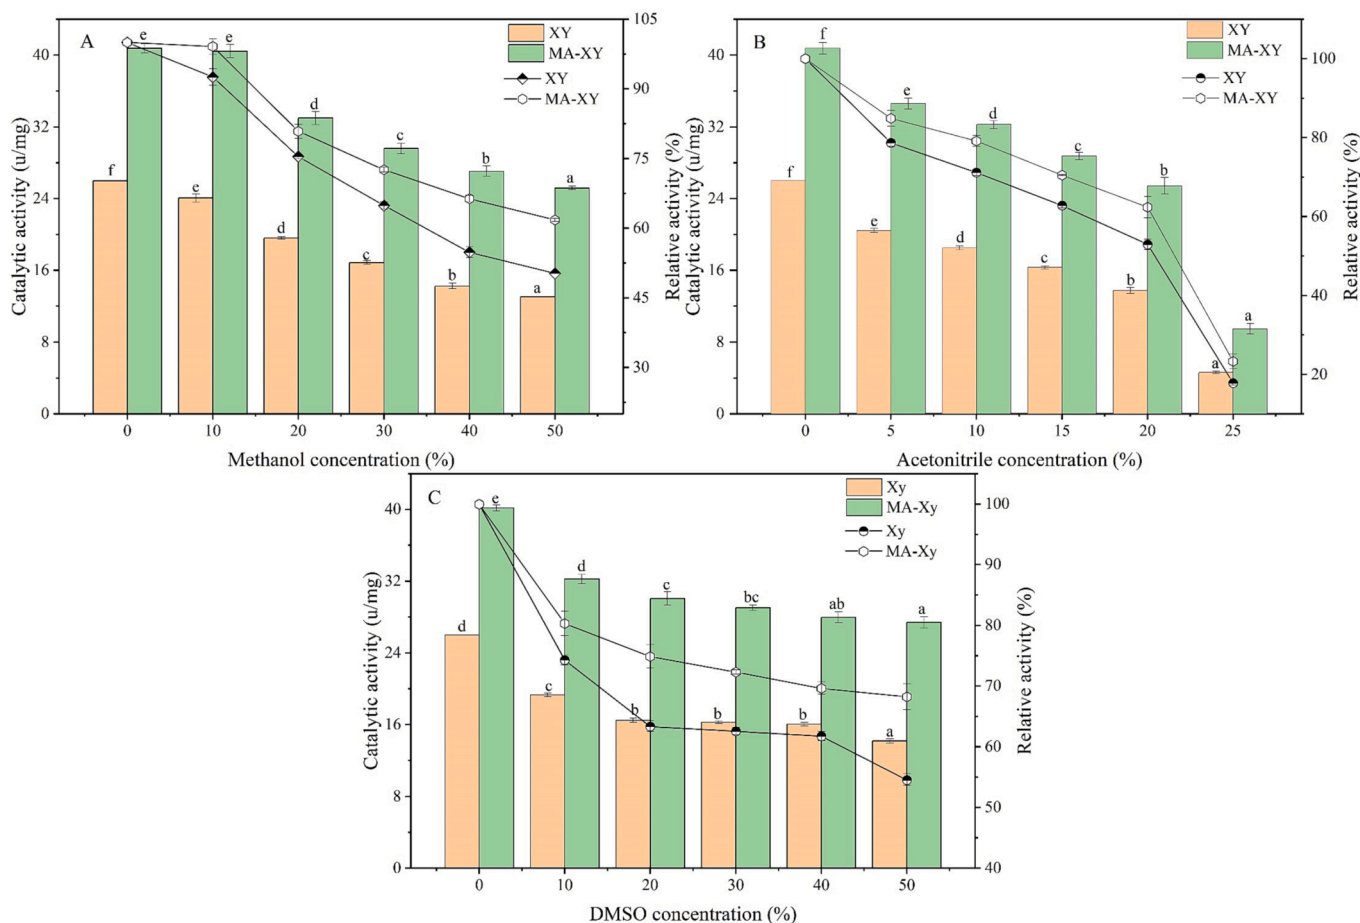 A
XY
MA-XY
XY
MA-XY
Catalytic activity (u/mg)
40
32
24
16
8
0
f
e
d
c
b
a
e
e
d
c
b
a
105
90
75
60
45
30
Relative activity (%)
0 10 20 30 40 50
Methanol concentration (%)
B
XY
MA-XY
XY
MA-XY
Catalytic activity (u/mg)
40
32
24
16
8
0
f
e
d
c
b
a
f
e
d
c
b
a
100
80
60
40
20
Relative activity (%)
0 5 10 15 20 25
Acetonitrile concentration (%)
C
Xy
MA-Xy
Xy
MA-Xy
Catalytic activity (u/mg)
40
32
24
16
8
0
d
c
b
b
b
a
e
d
c
bc
ab
a
100
90
80
70
60
50
40
Relative activity (%)
0 10 20 30 40 50
DMSO concentration (%)